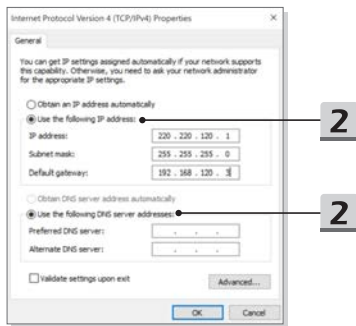 Internet Protocol Version 4 (TCP/IPv4) Properties
General
You can get IP settings assigned automatically if your network supports
this capability. Otherwise, you need to ask your network administrator
for the appropriate IP settings.
Obtain an IP address automatically
Use the following IP address:
2
IP address: 220 . 220 . 120 . 1
Subnet mask: 255 . 255 . 255 . 0
Default gateway: 192 . 168 . 120 . 3
Obtain DNS server address automatically
Use the following DNS server addresses:
2
Preferred DNS server: . . .
Alternate DNS server: . . .
Validate settings upon exit
Advanced...
OK Cancel